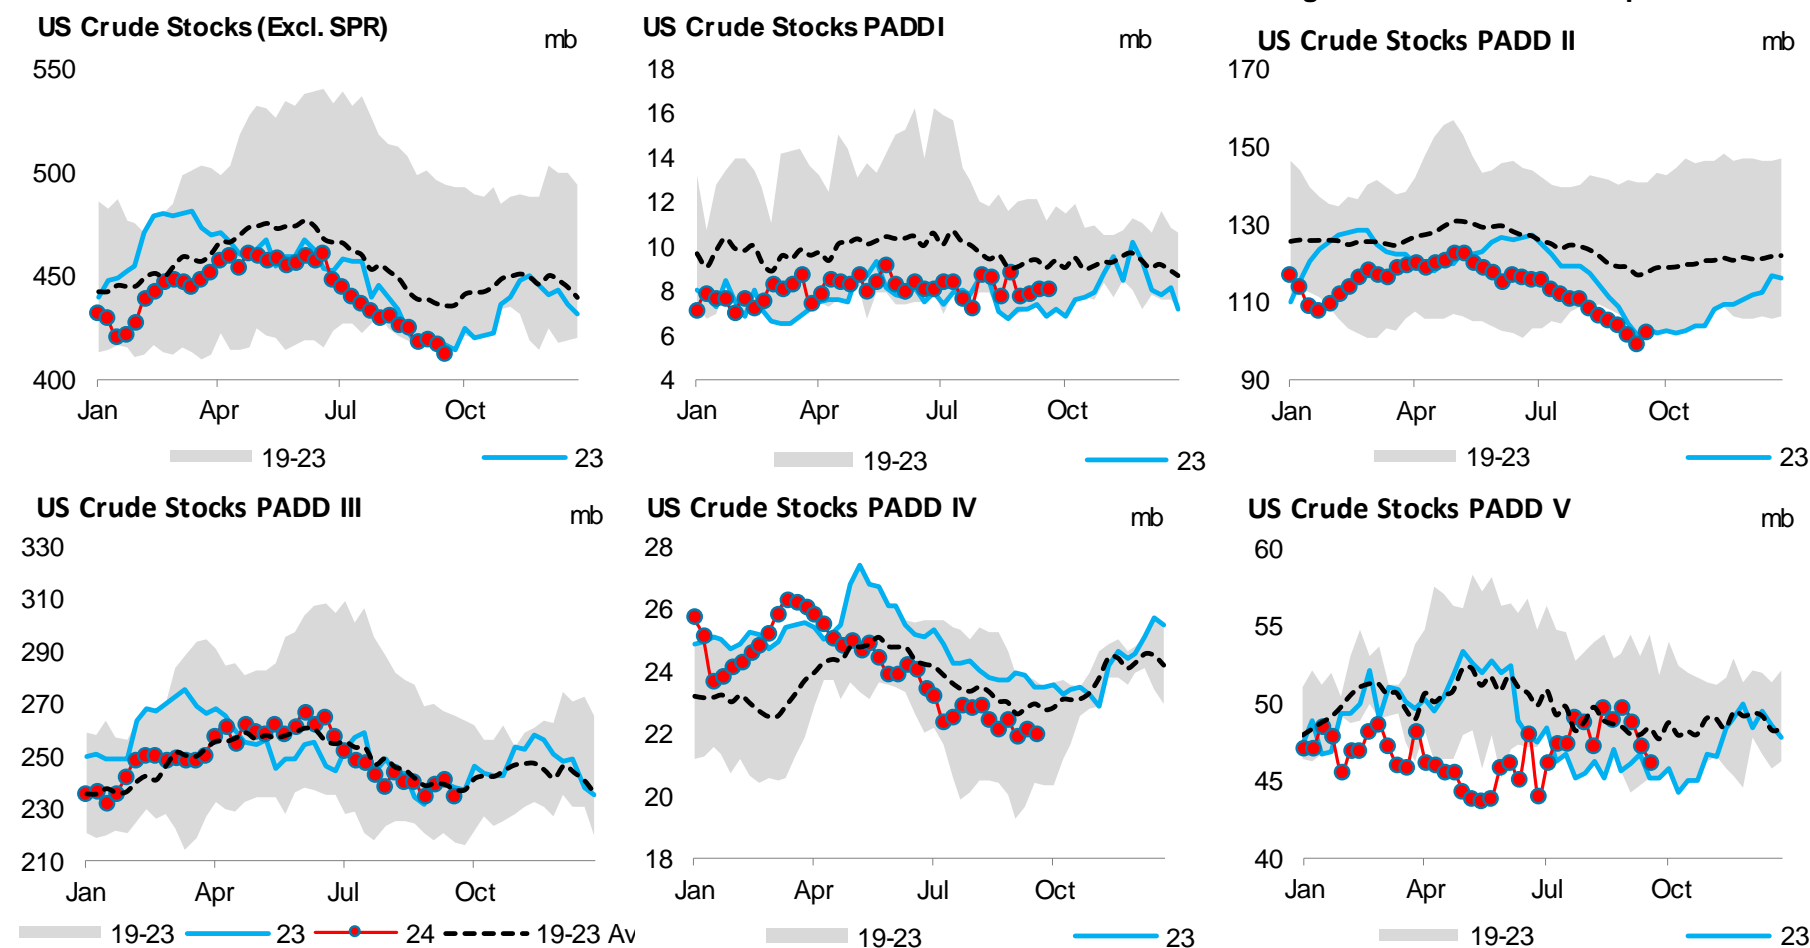 US Crude Stocks (Excl. SPR)
mb
550
500
450
400
Jan Apr Jul Oct
19-23 23
US Crude Stocks PADD I
mb
18
16
14
12
10
8
6
4
Jan Apr Jul Oct
19-23 23
US Crude Stocks PADD II
mb
170
150
130
110
90
Jan Apr Jul Oct
19-23 23
US Crude Stocks PADD III
mb
330
310
290
270
250
230
210
Jan Apr Jul Oct
19-23 23 24 19-23 Av
US Crude Stocks PADD IV
mb
28
26
24
22
20
18
Jan Apr Jul Oct
19-23 23
US Crude Stocks PADD V
mb
60
55
50
45
40
Jan Apr Jul Oct
19-23 23